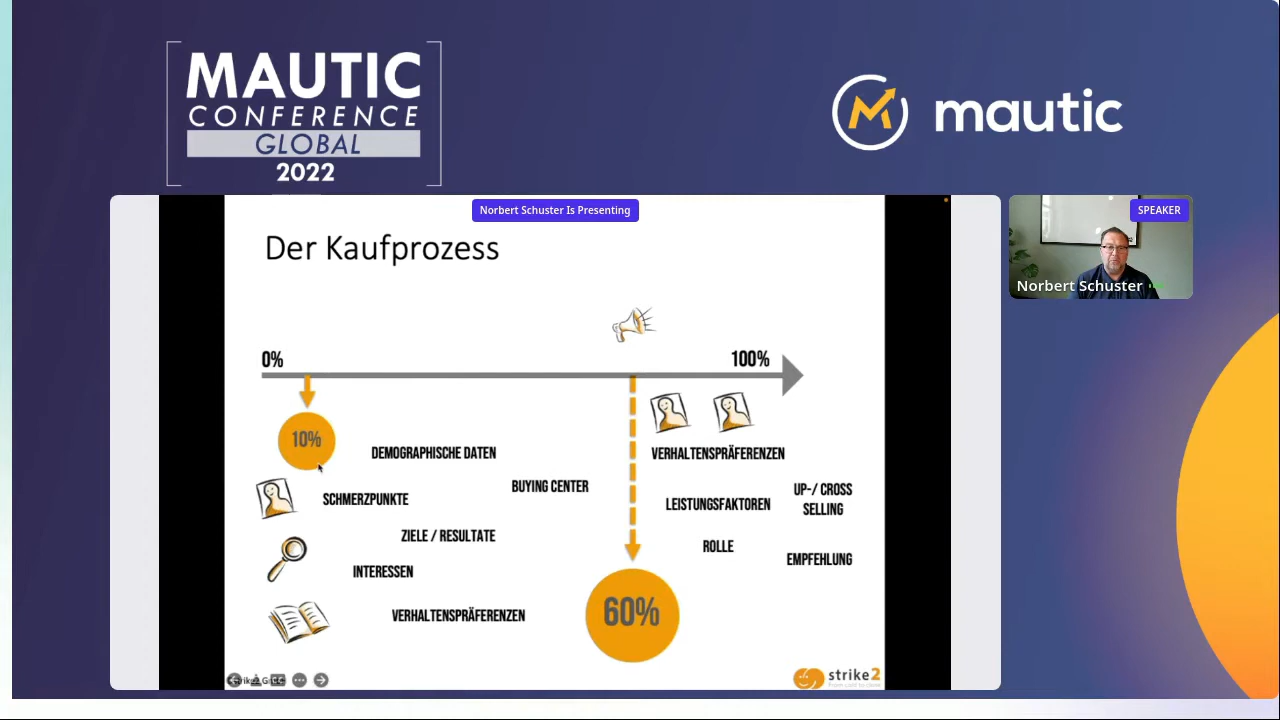 MAUTIC
CONFERENCE
GLOBAL
2022
mautic
Norbert Schuster Is Presenting
SPEAKER
Norbert Schuster
Der Kaufprozess
0%
100%
10%
DEMOGRAPHISCHE DATEN
VERHALTENSPRÄFERENZEN
BUYING CENTER
SCHMERZPUNKTE
LEISTUNGSFAKTOREN
UP-/ CROSS
SELLING
ZIELE / RESULTATE
ROLLE
EMPFEHLUNG
INTERESSEN
VERHALTENSPRÄFERENZEN
60%
strike2